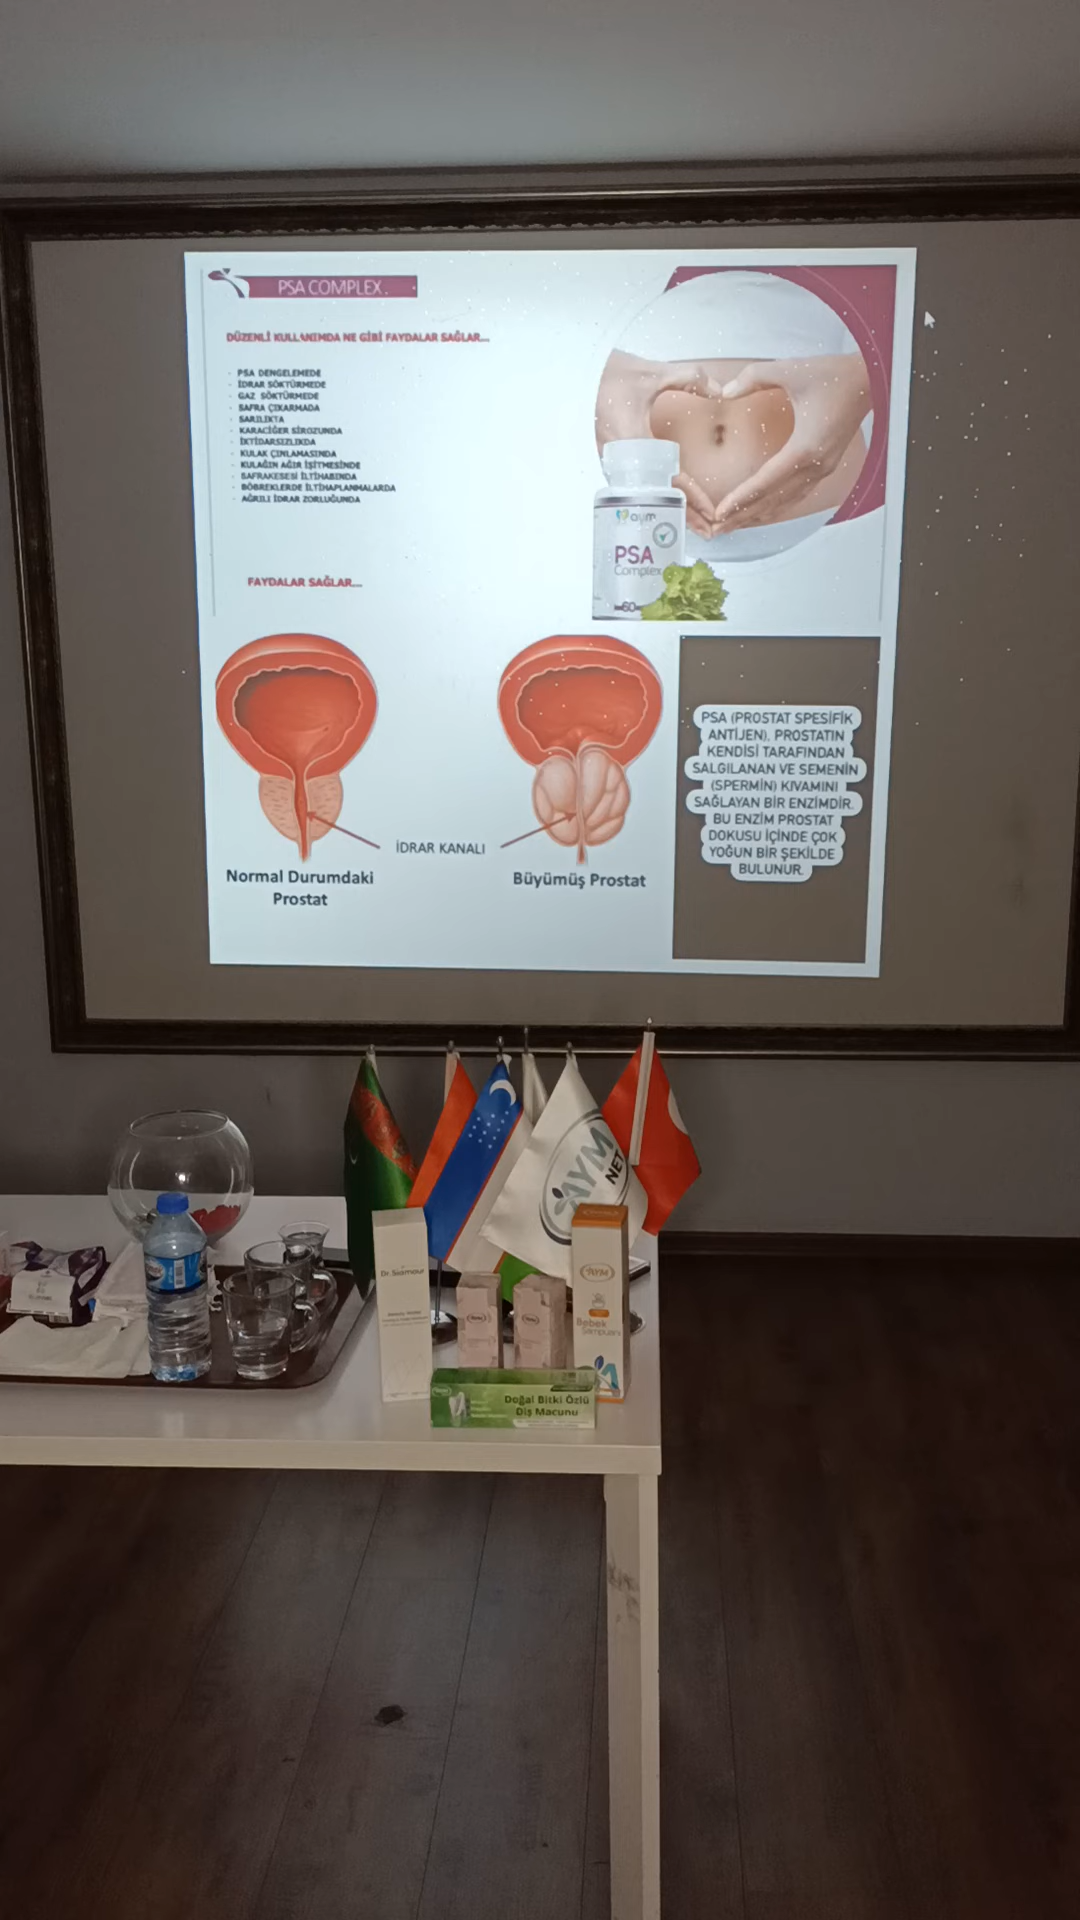 PSA COMPLEX
DÜZENLİ KULLANIMDA NE GİBİ FAYDALAR SAĞLAR...
- PSA DENGELEMEDE
- İDRAR SÖKTÜRMEDE
- GAZ SÖKTÜRMEDE
- SAFRA ÇIKARMADA
- SARILIKTA
- KARACİĞER SİROZUNDA
- İKTİDARSIZLIKDA
- KULAK ÇINLAMASINDA
- KULAĞIN AĞIR İŞİTMESİNDE
- SAFRAKESESİ İLTİHABINDA
- BÖBREKLERDE İLTİHAPLANMALARDA
- AĞRILI İDRAR ZORLUĞUNDA
FAYDALAR SAĞLAR...
aym
PSA
Complex
60
İDRAR KANALI
Normal Durumdaki
Prostat
Büyümüş Prostat
PSA (PROSTAT SPESİFİK
ANTİJEN), PROSTATIN
KENDİSİ TARAFINDAN
SALGILANAN VE SEMENİN
(SPERMİN) KIVAMINI
SAĞLAYAN BİR ENZİMDİR.
BU ENZİM PROSTAT
DOKUSU İÇİNDE ÇOK
YOĞUN BİR ŞEKİLDE
BULUNUR.
AYM
NET
AYM
Bebek
Şampuanı
Doğal Bitki Özlü
Diş Macunu